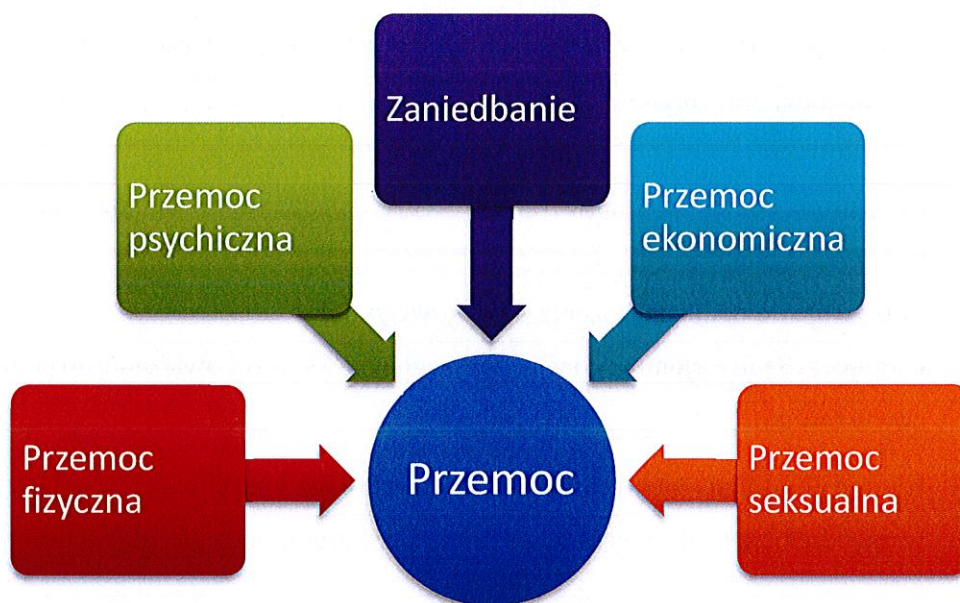 Zaniedbanie
Przemoc
psychiczna
Przemoc
ekonomiczna
Przemoc
fizyczna
Przemoc
Przemoc
seksualna